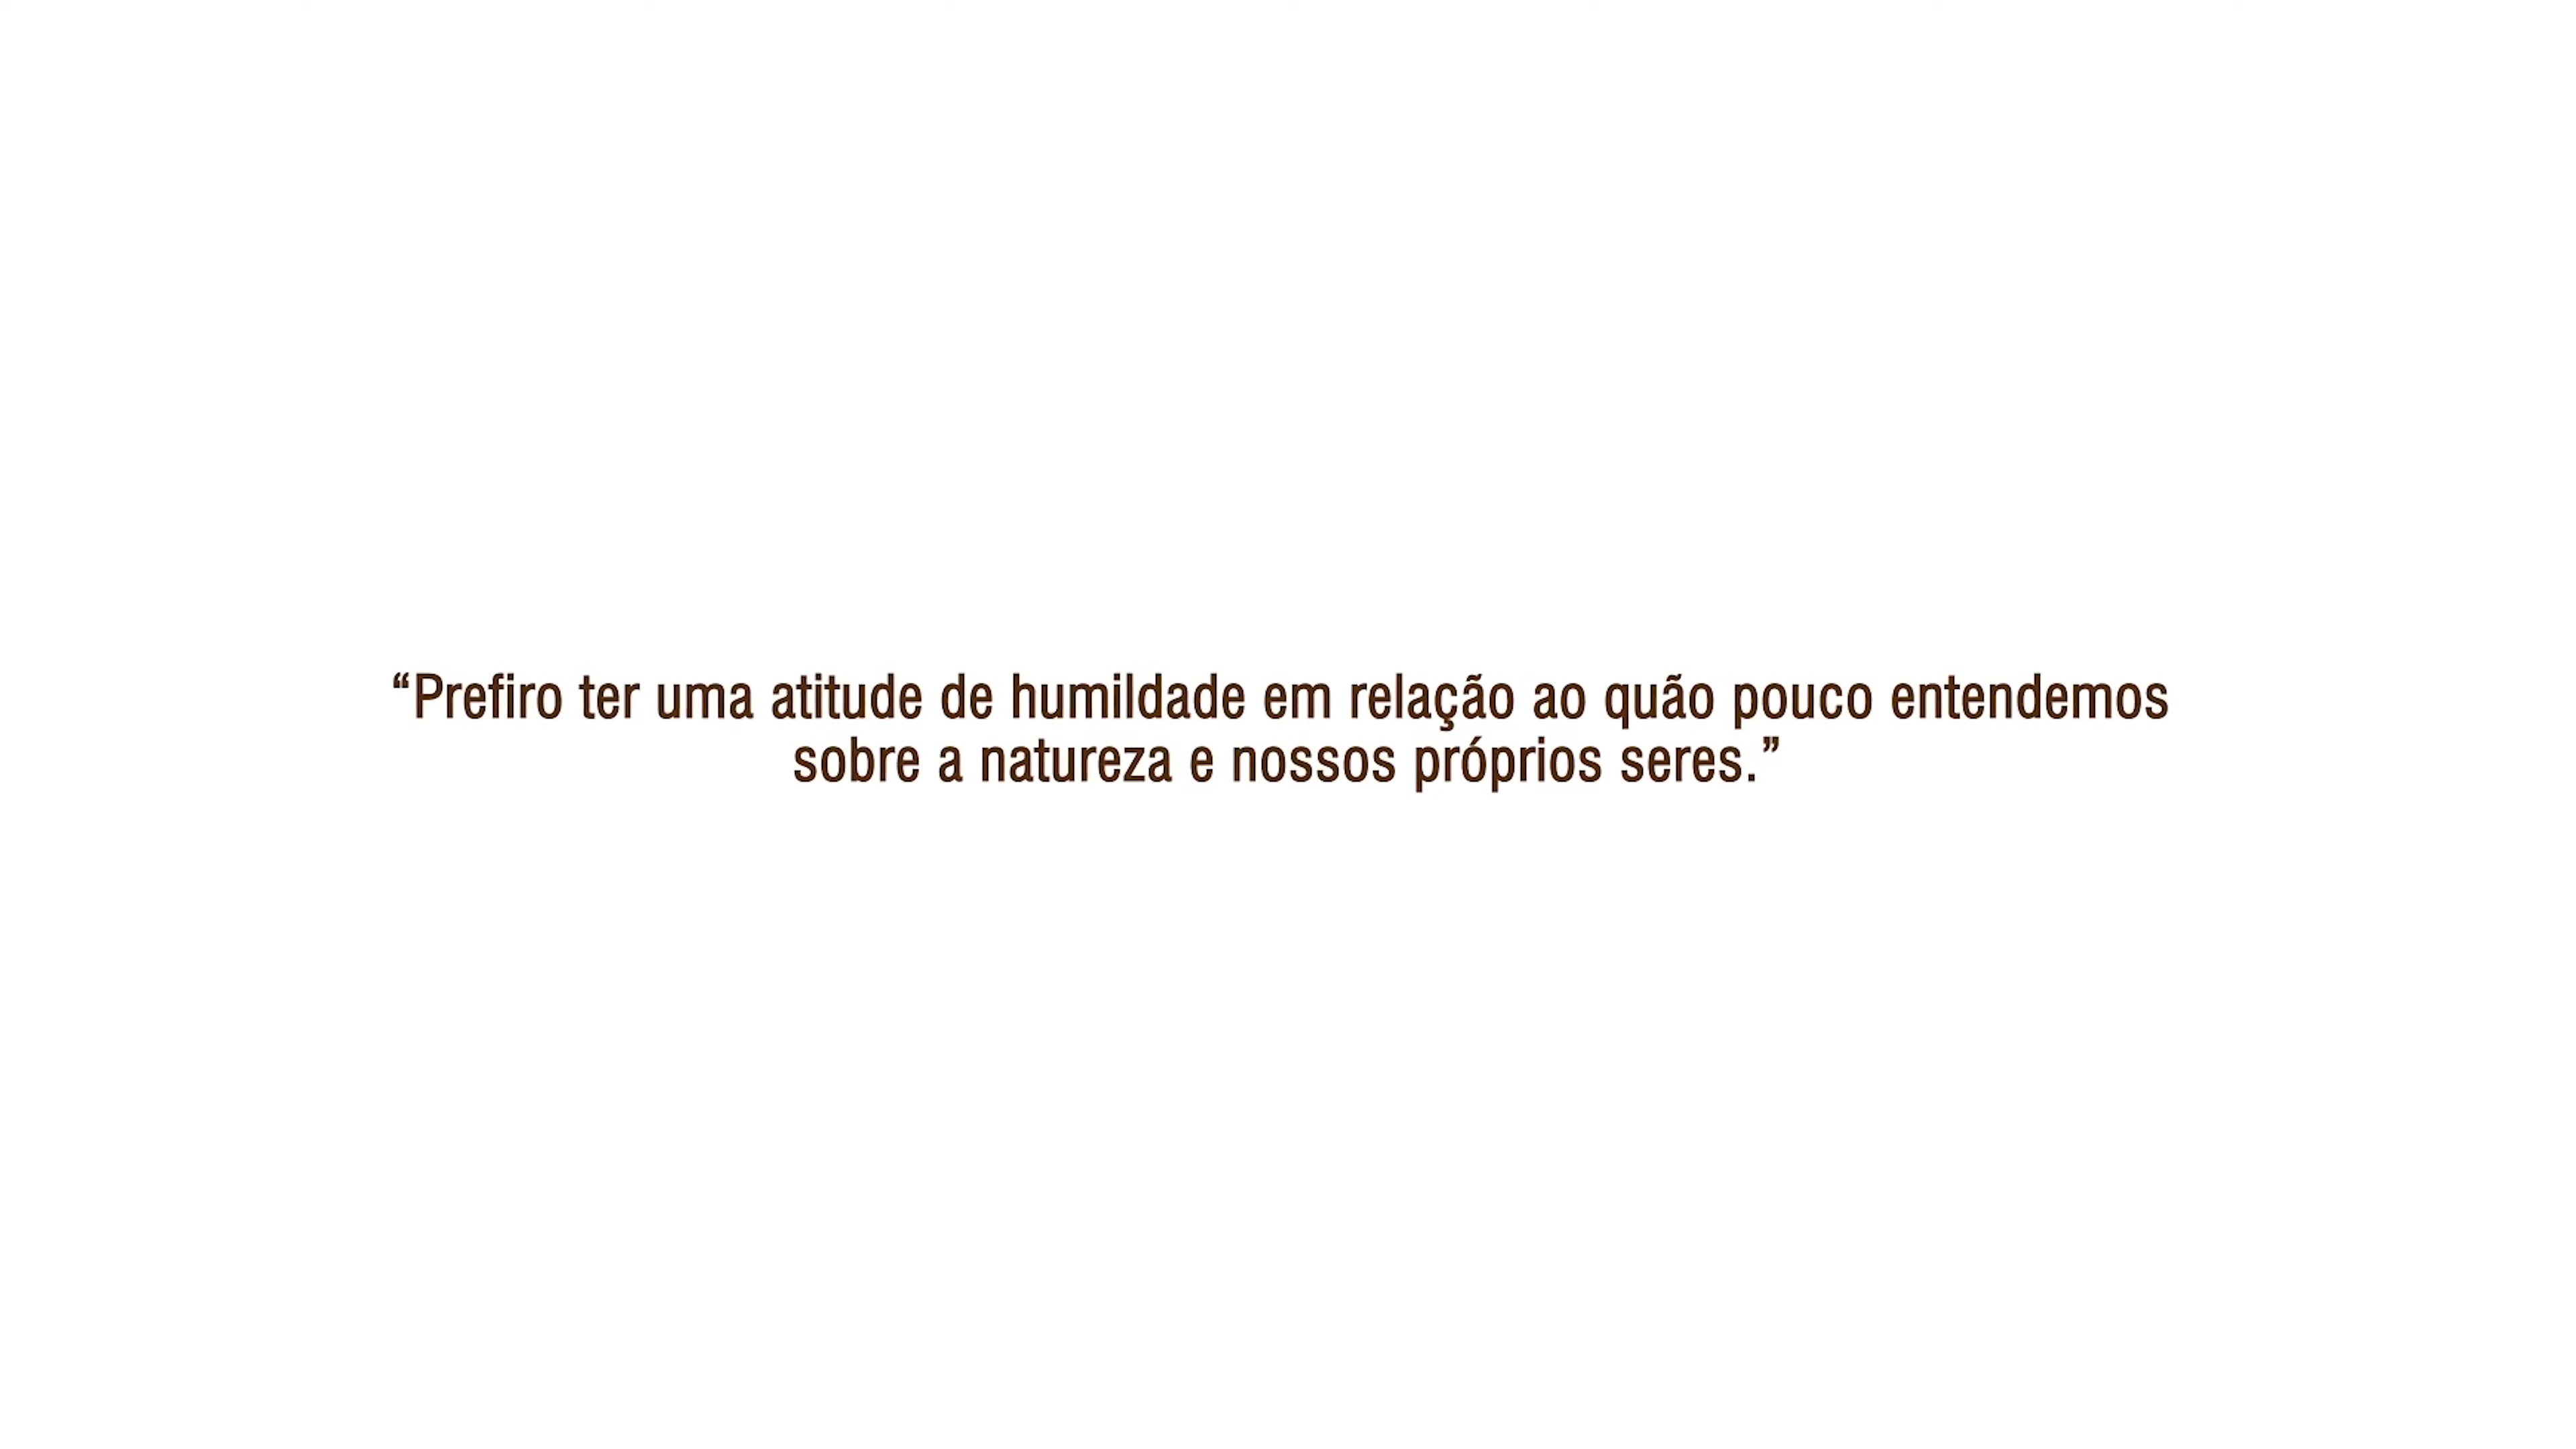 “Prefiro ter uma atitude de humildade em relação ao quão pouco entendemos
sobre a natureza e nossos próprios seres.”